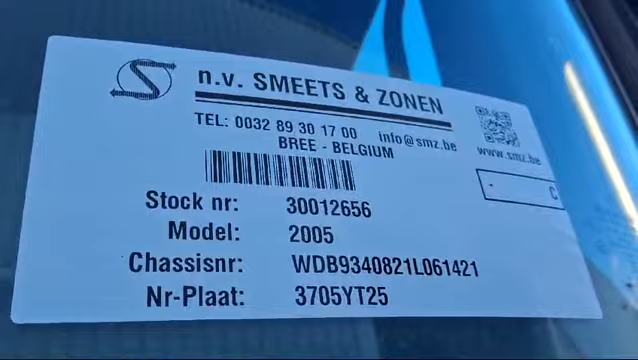 n.v. SMEETS & ZONEN
TEL: 0032 89 30 17 00 info@smz.be
BREE - BELGIUM
www.smz.be
Stock nr: 30012656
Model: 2005
Chassisnr: WDB9340821L061421
Nr-Plaat: 3705YT25